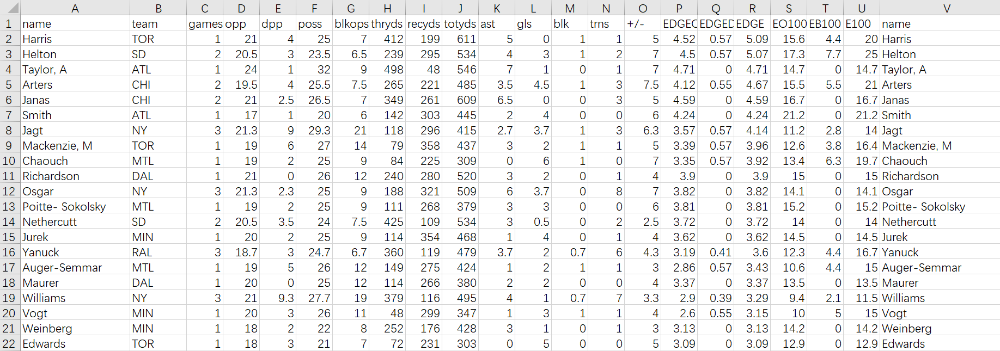 A B C D E F G H I J K L M N O P Q R S T U V
1 name team games opp dpp poss blkops thryds recyds totyds ast gls blk trns +/- EDGEC EDGED EDGE EO100 EB100 E100 name
2 Harris TOR 1 21 4 25 7 412 199 611 5 0 1 1 5 4.52 0.57 5.09 15.6 4.4 20 Harris
3 Helton SD 2 20.5 3 23.5 6.5 239 295 534 4 3 1 2 7 4.5 0.57 5.07 17.3 7.7 25 Helton
4 Taylor, A ATL 1 24 1 32 9 498 48 546 7 1 0 1 7 4.71 0 4.71 14.7 0 14.7 Taylor, A
5 Arters CHI 2 19.5 4 25.5 7.5 265 221 485 3.5 4.5 1 3 7.5 4.12 0.55 4.67 15.5 5.5 21 Arters
6 Janas CHI 2 21 2.5 26.5 7 349 261 609 6.5 0 0 3 5 4.59 0 4.59 16.7 0 16.7 Janas
7 Smith ATL 1 17 1 20 6 142 303 445 2 4 0 0 6 4.24 0 4.24 21.2 0 21.2 Smith
8 Jagt NY 3 21.3 9 29.3 21 118 296 415 2.7 3.7 1 3 6.3 3.57 0.57 4.14 11.2 2.8 14 Jagt
9 Mackenzie, M TOR 1 19 6 27 14 79 358 437 3 2 1 1 5 3.39 0.57 3.96 12.6 3.8 16.4 Mackenzie, M
10 Chaouch MTL 1 19 2 25 9 84 225 309 0 6 1 0 7 3.35 0.57 3.92 13.4 6.3 19.7 Chaouch
11 Richardson DAL 1 21 0 26 12 240 280 520 3 2 0 1 4 3.9 0 3.9 15 0 15 Richardson
12 Osgar NY 3 21.3 2.3 25 9 188 321 509 6 3.7 0 8 7 3.82 0 3.82 14.1 0 14.1 Osgar
13 Poitte- Sokolsky MTL 1 19 2 25 9 111 268 379 3 3 0 0 6 3.81 0 3.81 15.2 0 15.2 Poitte- Sokolsky
14 Nethercutt SD 2 20.5 3.5 24 7.5 425 109 534 3 0.5 0 2 2.5 3.72 0 3.72 14 0 14 Nethercutt
15 Jurek MIN 1 20 2 25 9 114 354 468 1 4 0 1 4 3.62 0 3.62 14.5 0 14.5 Jurek
16 Yanuck RAL 3 18.7 3 24.7 6.7 360 119 479 3.7 2 0.7 6 4.3 3.19 0.41 3.6 12.3 4.4 16.7 Yanuck
17 Auger-Semmar MTL 1 19 5 26 12 149 275 424 1 2 1 1 3 2.86 0.57 3.43 10.6 4.4 15 Auger-Semmar
18 Maurer DAL 1 20 0 25 12 114 266 380 2 2 0 0 4 3.37 0 3.37 13.5 0 13.5 Maurer
19 Williams NY 3 21 9.3 27.7 19 379 116 495 4 1 0.7 7 3.3 2.9 0.39 3.29 9.4 2.1 11.5 Williams
20 Vogt MIN 1 20 3 26 11 48 299 347 1 3 1 1 4 2.6 0.55 3.15 10 5 15 Vogt
21 Weinberg MIN 1 18 2 22 8 252 176 428 3 1 0 1 3 3.13 0 3.13 14.2 0 14.2 Weinberg
22 Edwards TOR 1 18 3 21 7 72 231 303 0 5 0 0 5 3.09 0 3.09 12.9 0 12.9 Edwards